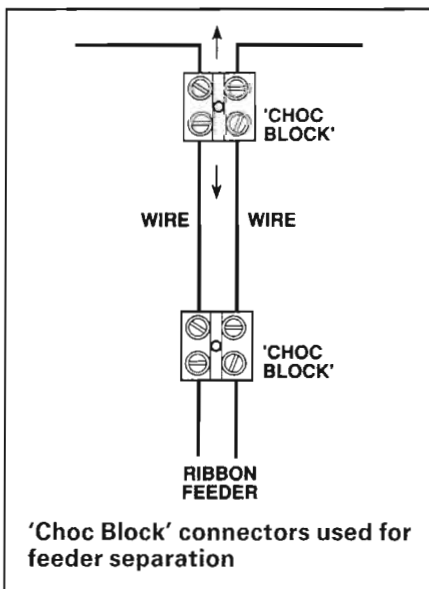 'CHOC
BLOCK'
WIRE WIRE
'CHOC
BLOCK'
RIBBON
FEEDER
'Choc Block' connectors used for
feeder separation